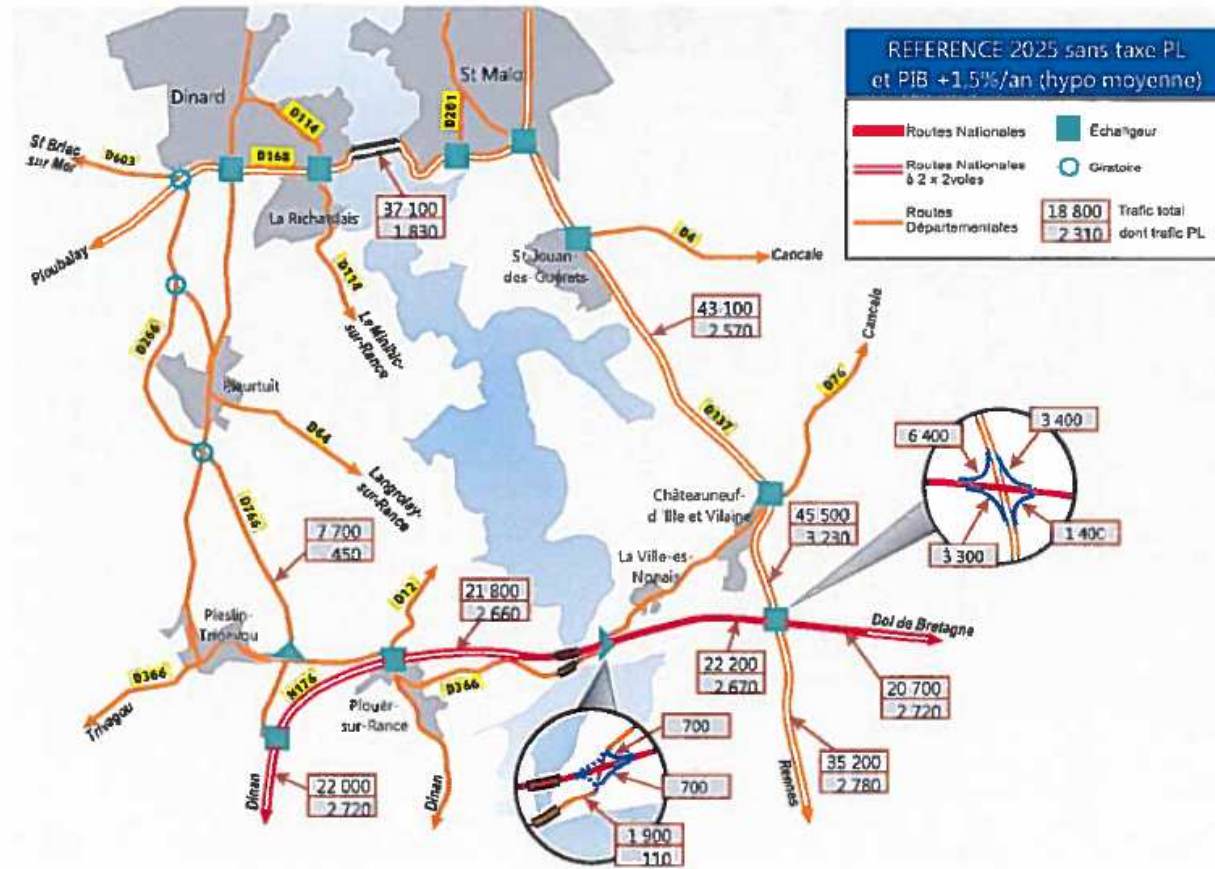 REFERENCE 2025 sans taxe PL
et PIB +1,5%/an (hypo moyenne)
Routes Nationales
Échangeur
Routes Nationales
à 2 x 2voies
Giratoire
Routes
Départementales
18 800
2 310
Trafic total
dont trafic PL
St Malo
Dinard
D114
D201
St Briac
sur Mer
D603
D168
La Richardais
37 100
1 830
Ploubalay
St Jouan-
des-Guérets
D4
Cancale
D114
Le Minihic-
sur-Rance
43 100
2 570
Cancale
D266
Pleurtuit
D76
D137
D64
Langrolay-
sur-Rance
6 400
3 400
3 300
1 400
Châteauneuf-
d'Ille et Vilaine
45 500
3 230
D766
7 700
450
La Ville-es-
Nonais
D12
21 800
2 660
Pleslin-
Trigavou
Dol de Bretagne
D366
Trivagou
N176
D366
22 200
2 670
20 700
2 720
Plouër-
sur-Rance
700
700
35 200
2 780
Rennes
Dinan
22 000
2 720
Dinan
1 900
110